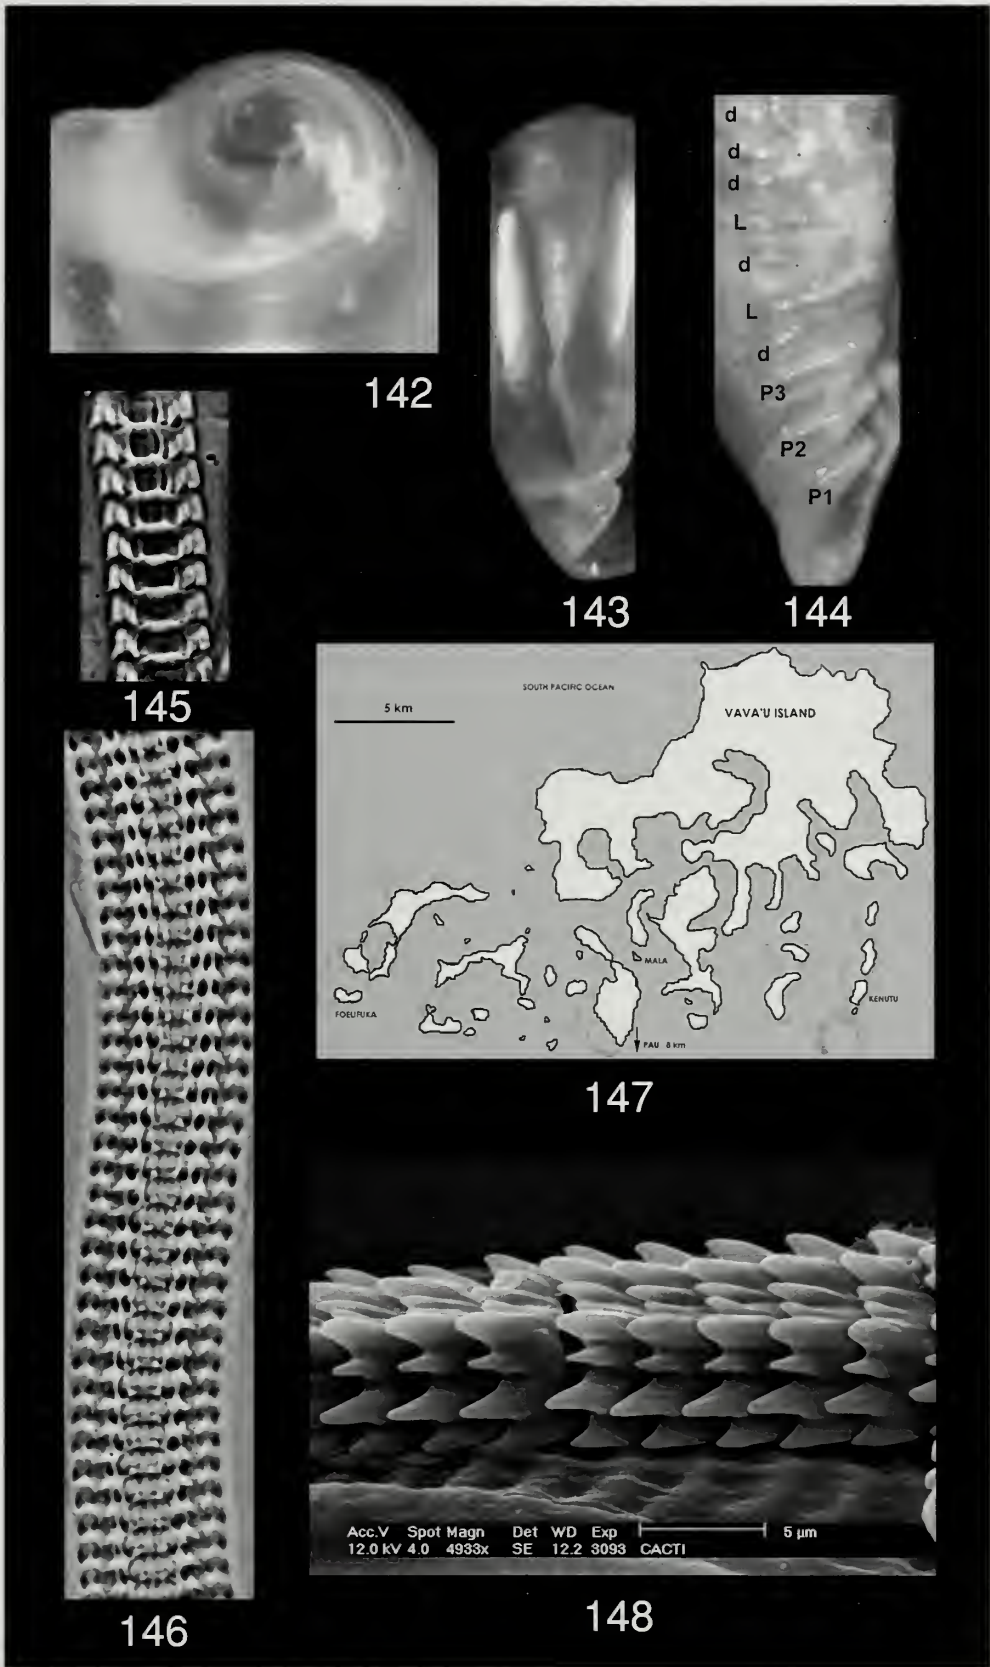 142
d
d
d
L
d
L
d
P3
P2
P1
143
144
145
SOUTH PACIFIC OCEAN
5 km
VAVA'U ISLAND
MALA
FOEUFUKA
KENUTU
PAU 8 km
147
146
Acc.V Spot Magn Det WD Exp 5 µm
12.0 kV 4.0 4933x SE 12.2 3093 CACTI
148